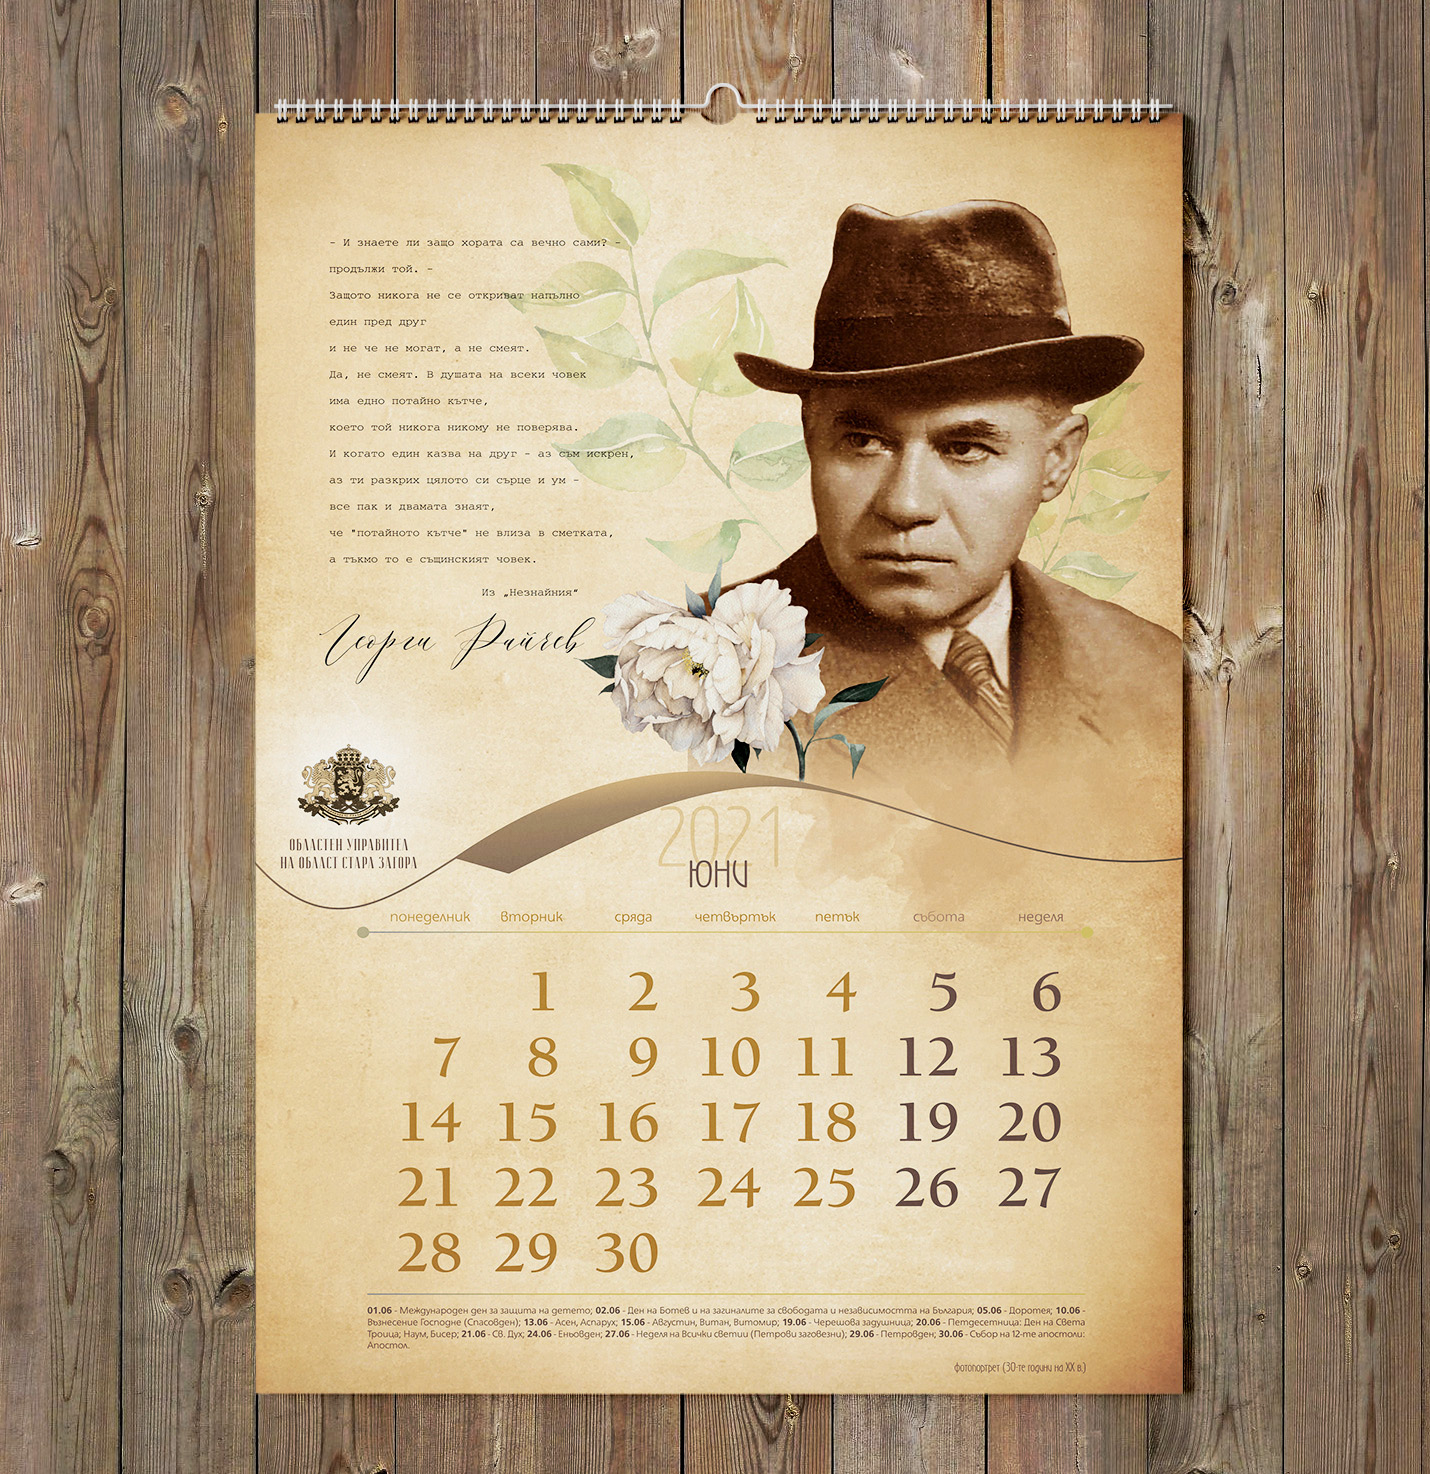 - И знаете ли защо хората са вечно сами? -
продължи той. -
Защото никога не се откриват напълно
един пред друг
и не че не могат, а не смеят.
Да, не смеят. В душата на всеки човек
има едно потайно кътче,
което той никога никому не поверява.
И когато един казва на друг - аз съм искрен,
аз ти разкрих цялото си сърце и ум -
все пак и двамата знаят,
че "потайното кътче" не влиза в сметката,
а тъкмо то е същинският човек.
Из „Незнайния“
Георги Райчев
ОБЛАСТЕН УПРАВИТЕЛ
НА ОБЛАСТ СТАРА ЗАГОРА
2021
ЮНИ
понеделник вторник сряда четвъртък петък събота неделя
1 2 3 4 5 6
7 8 9 10 11 12 13
14 15 16 17 18 19 20
21 22 23 24 25 26 27
28 29 30
01.06 - Международен ден за защита на детето; 02.06 - Ден на Ботев и на загиналите за свободата и независимостта на България; 05.06 - Доротея; 10.06 -
Възнесение Господне (Спасовден); 13.06 - Асен, Аспарух; 15.06 - Августин, Витан, Витомир; 19.06 - Черешова задушница; 20.06 - Петдесетница: Ден на Света
Троица; Наум, Бисер; 21.06 - Св. Дух; 24.06 - Еньовден; 27.06 - Неделя на Всички светии (Петрови заговезни); 29.06 - Петровден; 30.06 - Събор на 12-те апостоли:
Апостол.
фотопортрет (30-те години на XX в.)